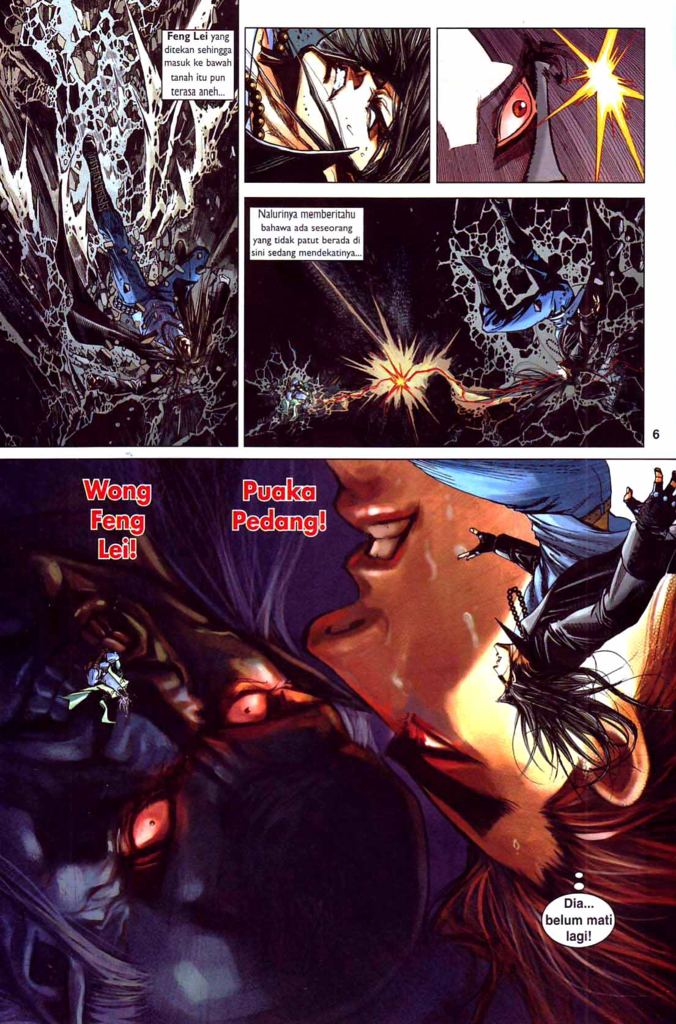 Feng Lei yang
ditekan sehingga
masuk ke bawah
tanah itu pun
terasa aneh...
Nalurinya memberitahu
bahawa ada seseorang
yang tidak patut berada di
sini sedang mendekatinya...
6
Wong
Feng
Lei!
Puaka
Pedang!
Dia...
belum mati
lagi!